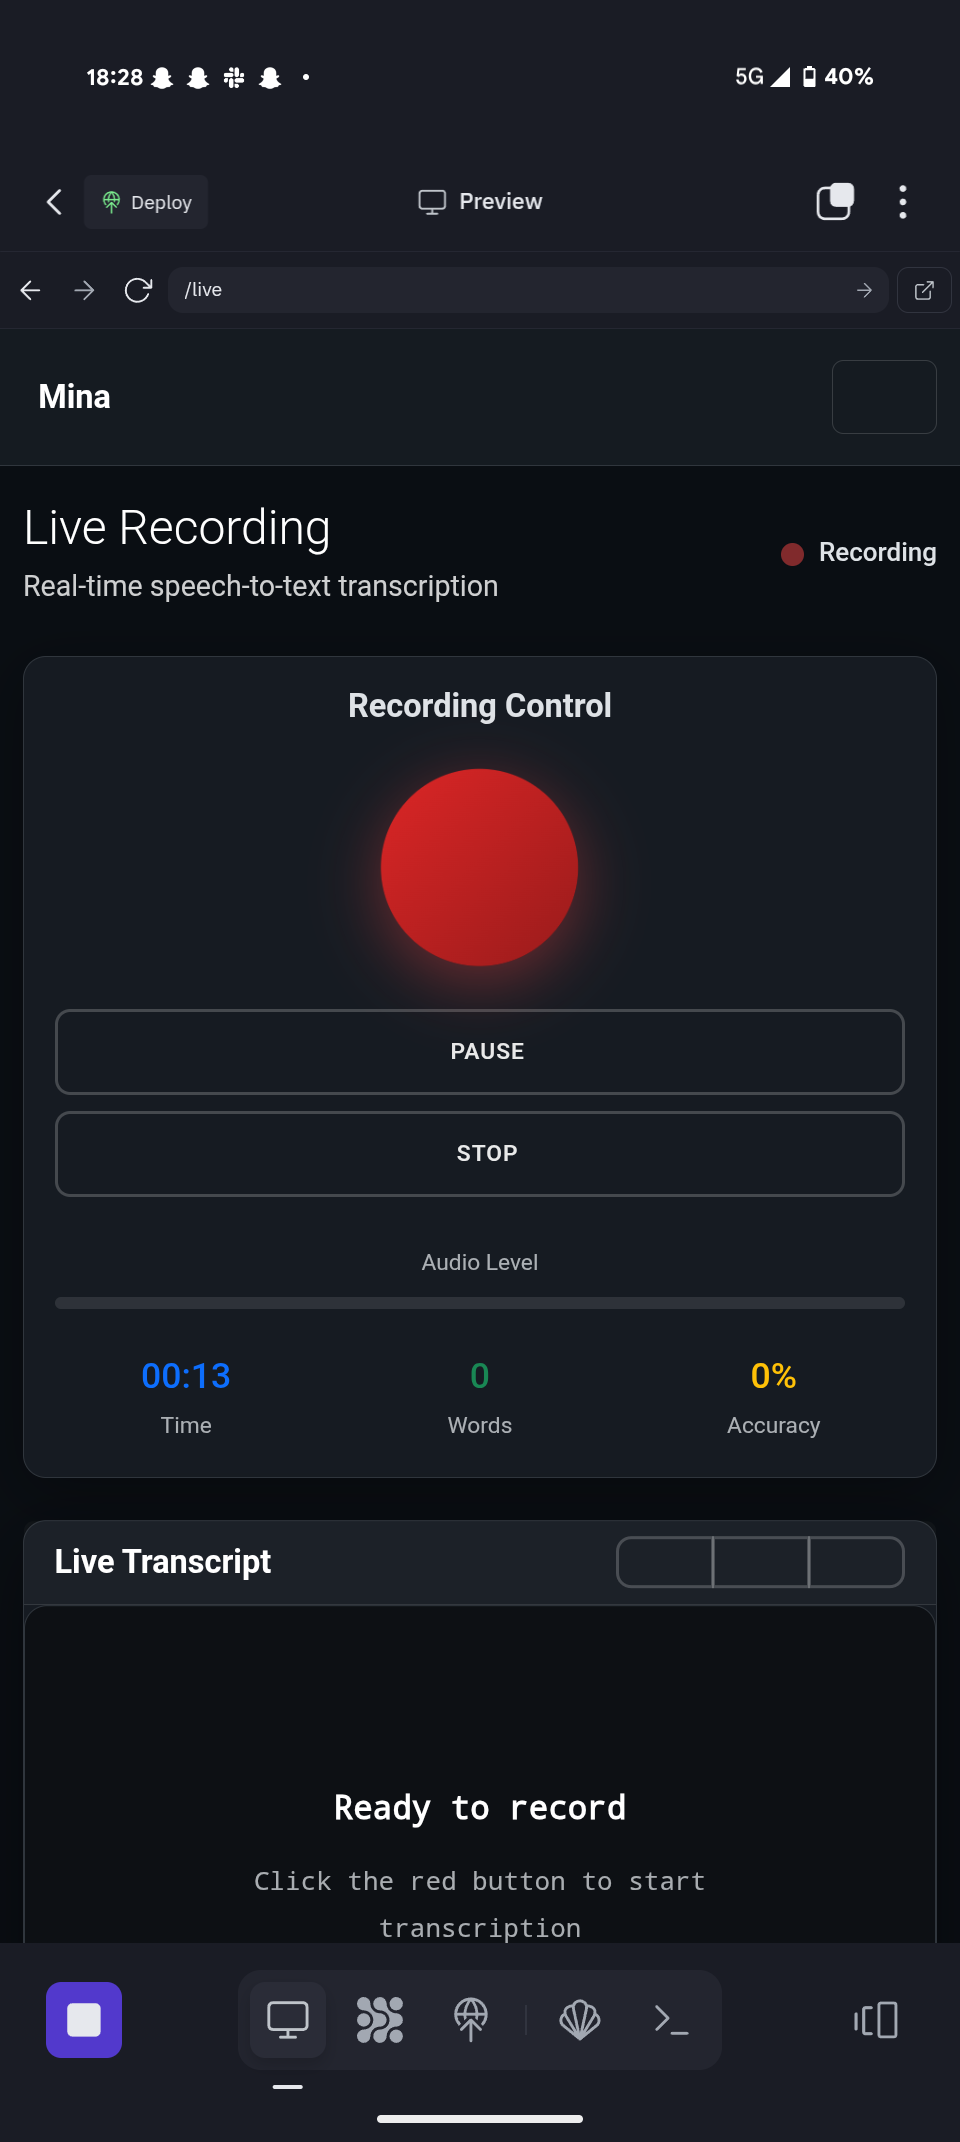 18:28
5G 40%
Deploy
Preview
/live
Mina
Live Recording
Real-time speech-to-text transcription
Recording
Recording Control
PAUSE
STOP
Audio Level
00:13 0 0%
Time Words Accuracy
Live Transcript
Ready to record
Click the red button to start
transcription